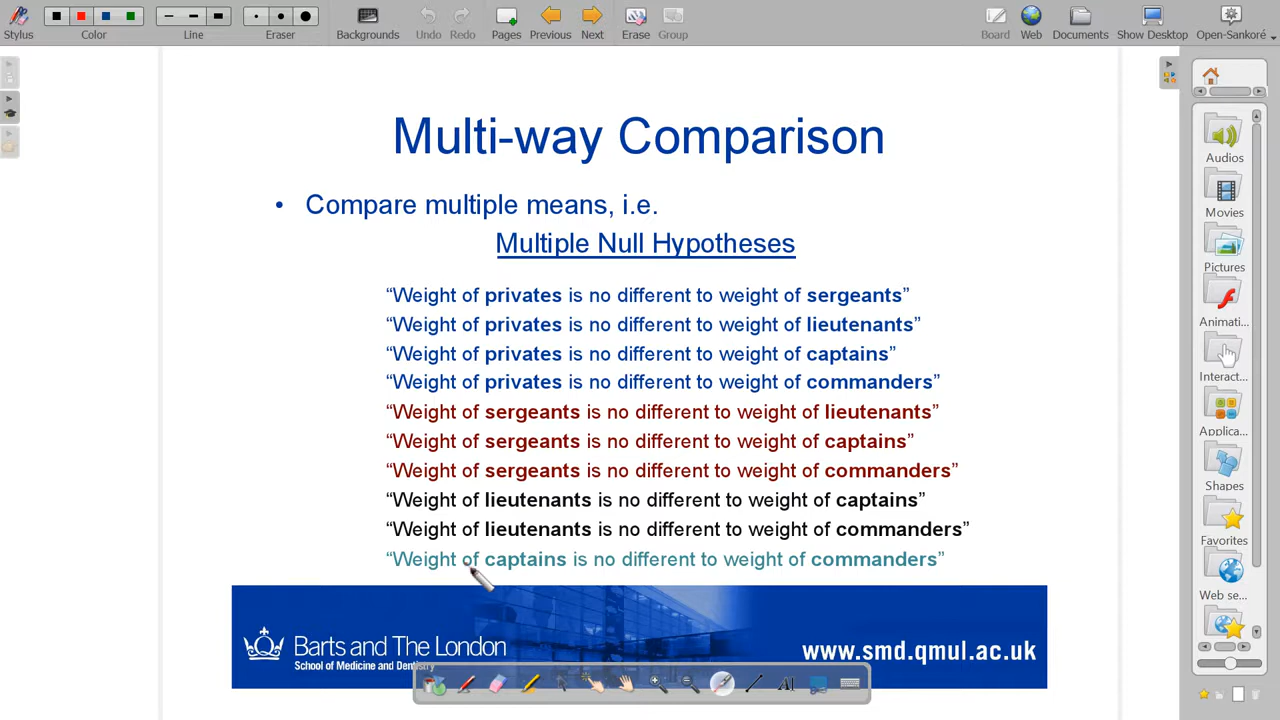 Stylus
Color
Line
Eraser
Backgrounds
Undo
Redo
Pages
Previous
Next
Erase
Group
Board
Web
Documents
Show Desktop
Open-Sankoré
Multi-way Comparison
• Compare multiple means, i.e.
Multiple Null Hypotheses
“Weight of privates is no different to weight of sergeants”
“Weight of privates is no different to weight of lieutenants”
“Weight of privates is no different to weight of captains”
“Weight of privates is no different to weight of commanders”
“Weight of sergeants is no different to weight of lieutenants”
“Weight of sergeants is no different to weight of captains”
“Weight of sergeants is no different to weight of commanders”
“Weight of lieutenants is no different to weight of captains”
“Weight of lieutenants is no different to weight of commanders”
“Weight of captains is no different to weight of commanders”
Barts and The London
School of Medicine and Dentistry
www.smd.qmul.ac.uk
AI
Audios
Movies
Pictures
Animati...
Interact...
Applica...
Shapes
Favorites
Web se...